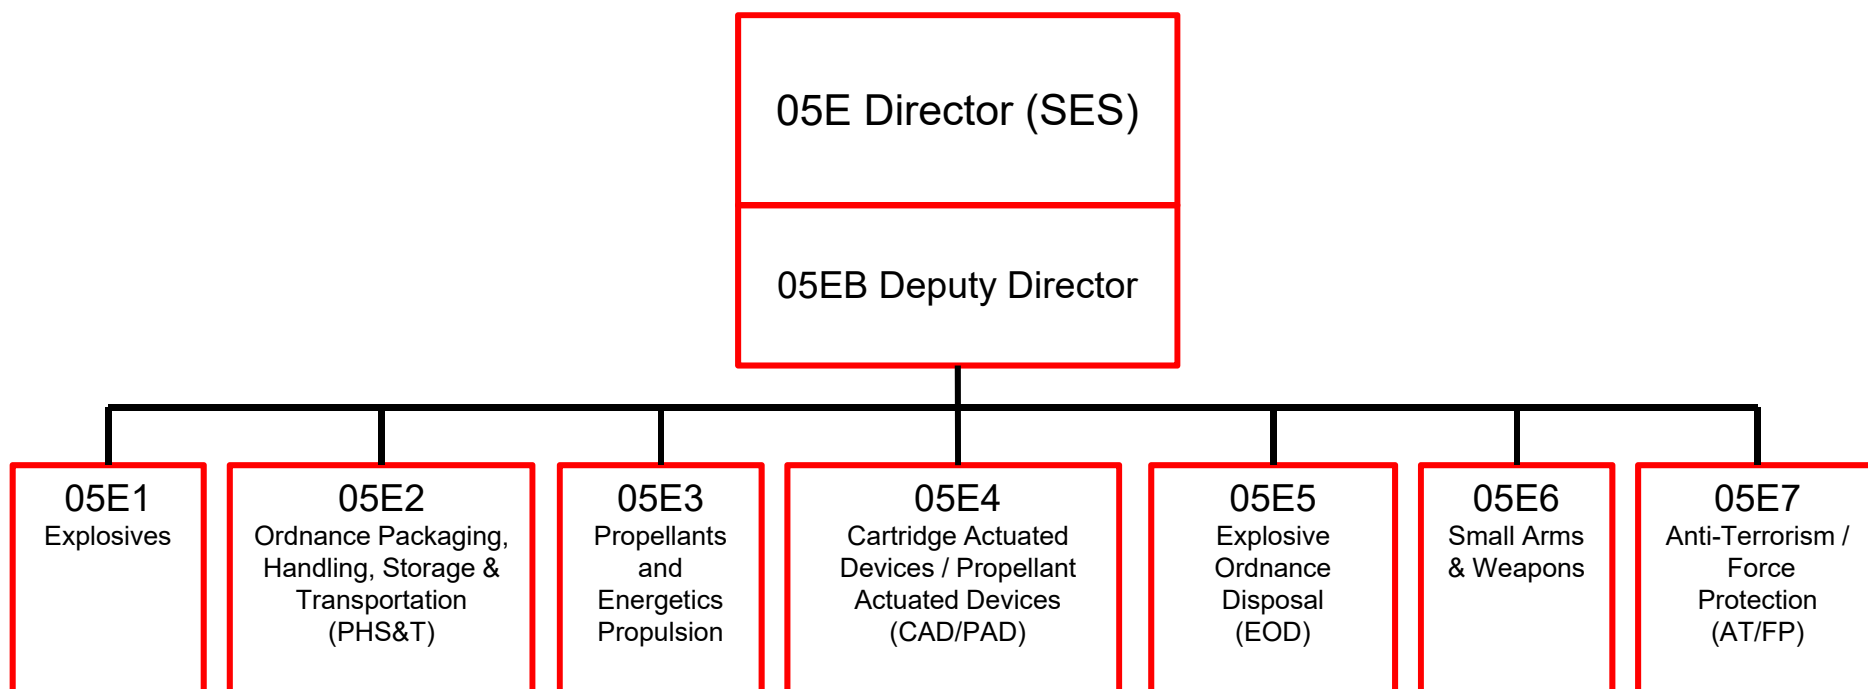 05E Director (SES)
05EB Deputy Director
05E1
Explosives
05E2
Ordnance Packaging,
Handling, Storage &
Transportation
(PHS&T)
05E3
Propellants
and
Energetics
Propulsion
05E4
Cartridge Actuated
Devices / Propellant
Actuated Devices
(CAD/PAD)
05E5
Explosive
Ordnance
Disposal
(EOD)
05E6
Small Arms
& Weapons
05E7
Anti-Terrorism /
Force
Protection
(AT/FP)